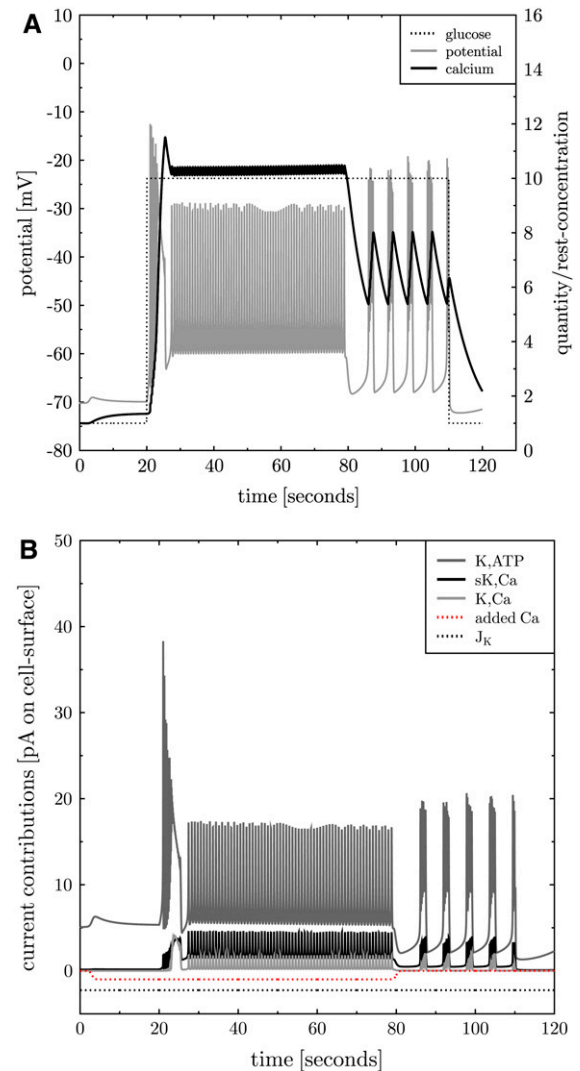 A
potential [mV]
10
0
-10
-20
-30
-40
-50
-60
-70
-80
glucose
potential
calcium
16
14
12
10
8
6
4
2
0
quantity/rest-concentration
0 20 40 60 80 100 120
time [seconds]
B
current contributions [pA on cell-surface]
50
40
30
20
10
0
K,ATP
sK,Ca
K,Ca
added Ca
J_K
0 20 40 60 80 100 120
time [seconds]